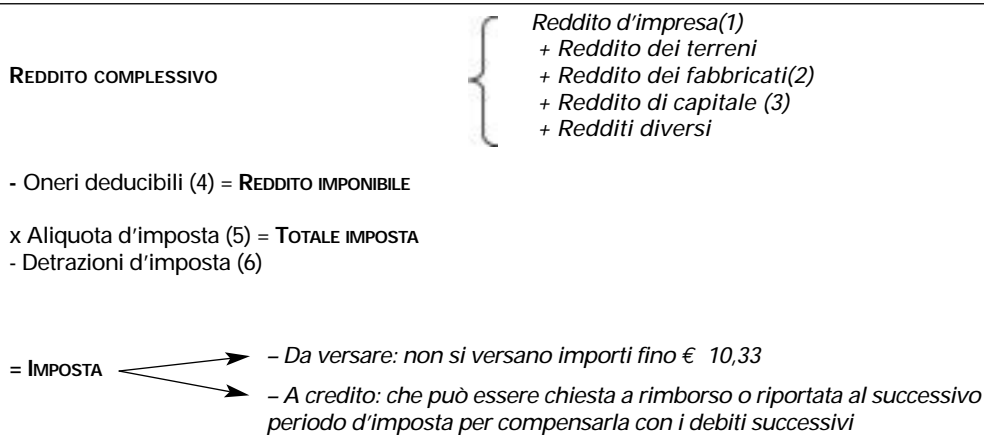 Reddito d'impresa(1)
+ Reddito dei terreni
REDDITO COMPLESSIVO
+ Reddito dei fabbricati(2)
+ Reddito di capitale (3)
+ Redditi diversi
- Oneri deducibili (4) = REDDITO IMPONIBILE
x Aliquota d'imposta (5) = TOTALE IMPOSTA
- Detrazioni d'imposta (6)
= IMPOSTA
– Da versare: non si versano importi fino € 10,33
– A credito: che può essere chiesta a rimborso o riportata al successivo
periodo d'imposta per compensarla con i debiti successivi